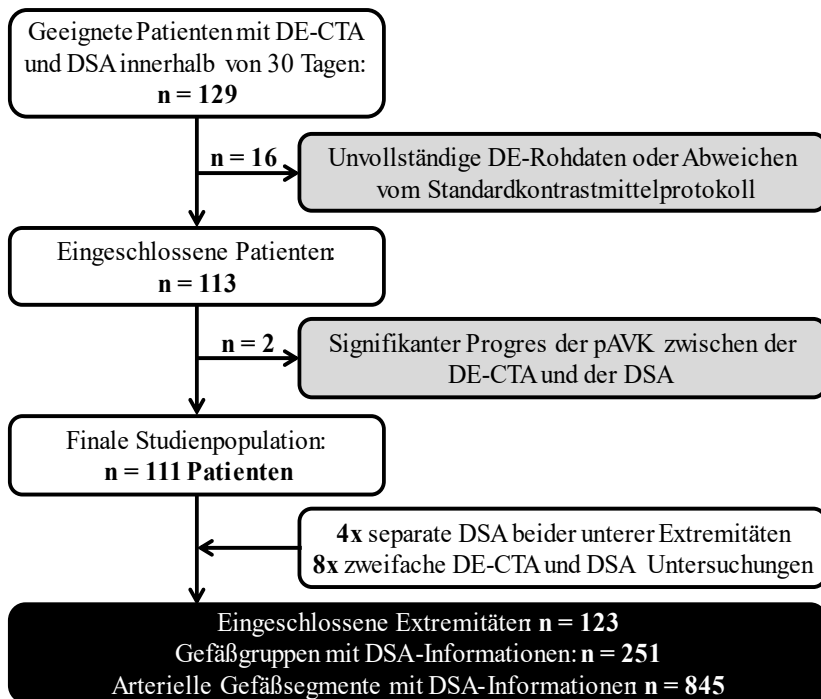 Geeignete Patienten mit DE-CTA
und DSA innerhalb von 30 Tagen:
n = 129
n = 16
Unvollständige DE-Rohdaten oder Abweichen
vom Standardkontrastmittelprotokoll
Eingeschlossene Patienten:
n = 113
n = 2
Signifikanter Progres der pAVK zwischen der
DE-CTA und der DSA
Finale Studienpopulation:
n = 111 Patienten
4x separate DSA beider unterer Extremitäten
8x zweifache DE-CTA und DSA Untersuchungen
Eingeschlossene Extremitäten: n = 123
Gefäßgruppen mit DSA-Informationen: n = 251
Arterielle Gefäßsegmente mit DSA-Informationen: n = 845